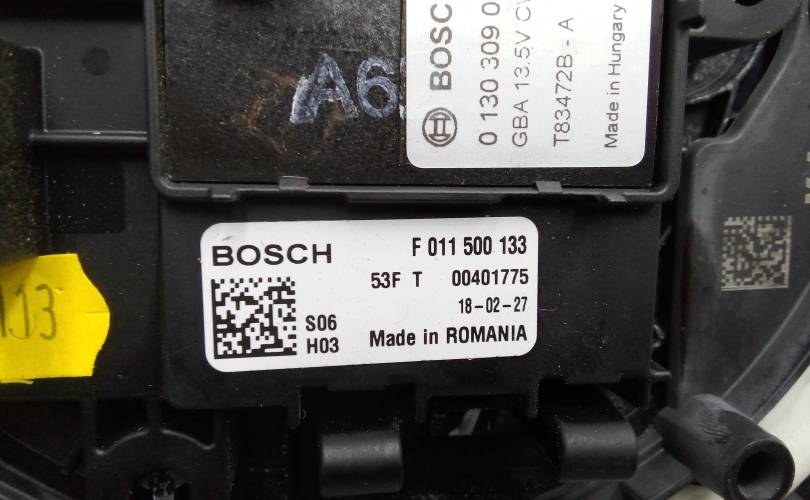 A6
BOSC
0 130 309 0
GBA 13.5V C
T83472B - A
Made in Hungary
BOSCH
F 011 500 133
53F T 00401775
18-02-27
S06
H03
Made in ROMANIA
113